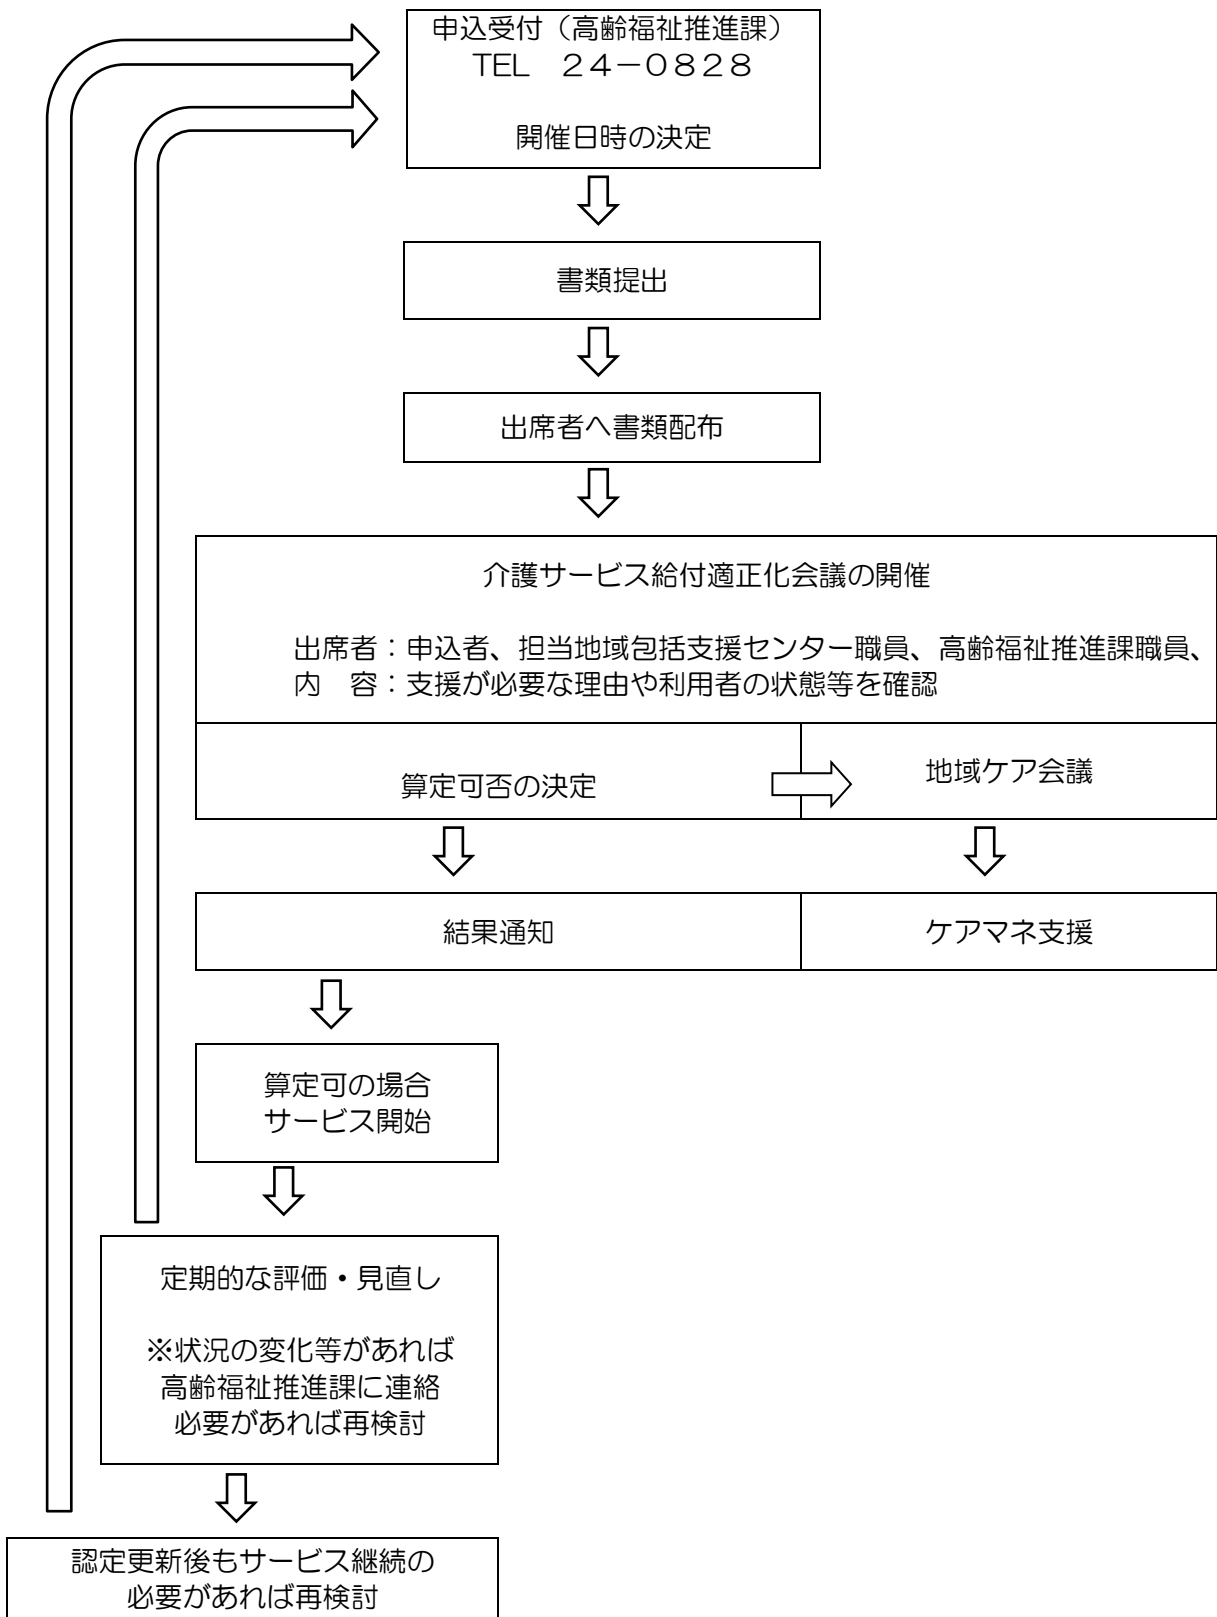 申込受付（高齢福祉推進課）
TEL　２４－０８２８
開催日時の決定
書類提出
出席者へ書類配布
介護サービス給付適正化会議の開催
出席者：申込者、担当地域包括支援センター職員、高齢福祉推進課職員、
内　容：支援が必要な理由や利用者の状態等を確認
算定可否の決定
地域ケア会議
結果通知
ケアマネ支援
算定可の場合
サービス開始
定期的な評価・見直し
※状況の変化等があれば
高齢福祉推進課に連絡
必要があれば再検討
認定更新後もサービス継続の
必要があれば再検討